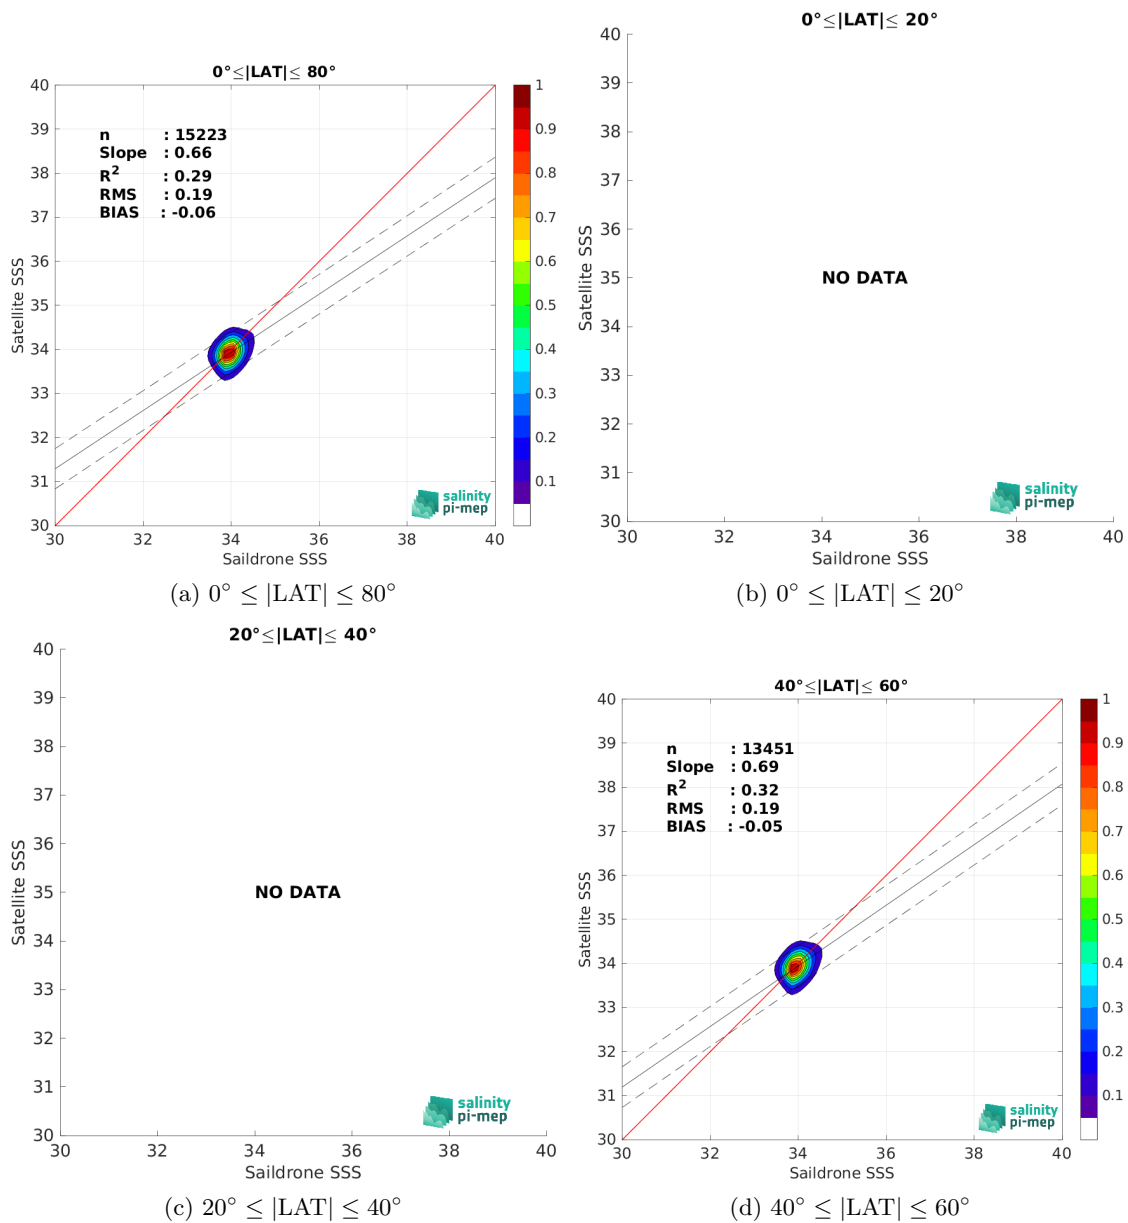 0°≤|LAT|≤ 80°
40
39
38
37
36
35
34
33
32
31
30
Satellite SSS
n : 15223
Slope : 0.66
R² : 0.29
RMS : 0.19
BIAS : -0.06
salinity
pi-mep
30 32 34 36 38 40
Saildrone SSS
1
0.9
0.8
0.7
0.6
0.5
0.4
0.3
0.2
0.1
(a) 0° ≤ |LAT| ≤ 80°
0°≤|LAT|≤ 20°
40
39
38
37
36
35
34
33
32
31
30
Satellite SSS
NO DATA
salinity
pi-mep
30 32 34 36 38 40
Saildrone SSS
(b) 0° ≤ |LAT| ≤ 20°
20°≤|LAT|≤ 40°
40
39
38
37
36
35
34
33
32
31
30
Satellite SSS
NO DATA
salinity
pi-mep
30 32 34 36 38 40
Saildrone SSS
(c) 20° ≤ |LAT| ≤ 40°
40°≤|LAT|≤ 60°
40
39
38
37
36
35
34
33
32
31
30
Satellite SSS
n : 13451
Slope : 0.69
R² : 0.32
RMS : 0.19
BIAS : -0.05
salinity
pi-mep
30 32 34 36 38 40
Saildrone SSS
1
0.9
0.8
0.7
0.6
0.5
0.4
0.3
0.2
0.1
(d) 40° ≤ |LAT| ≤ 60°